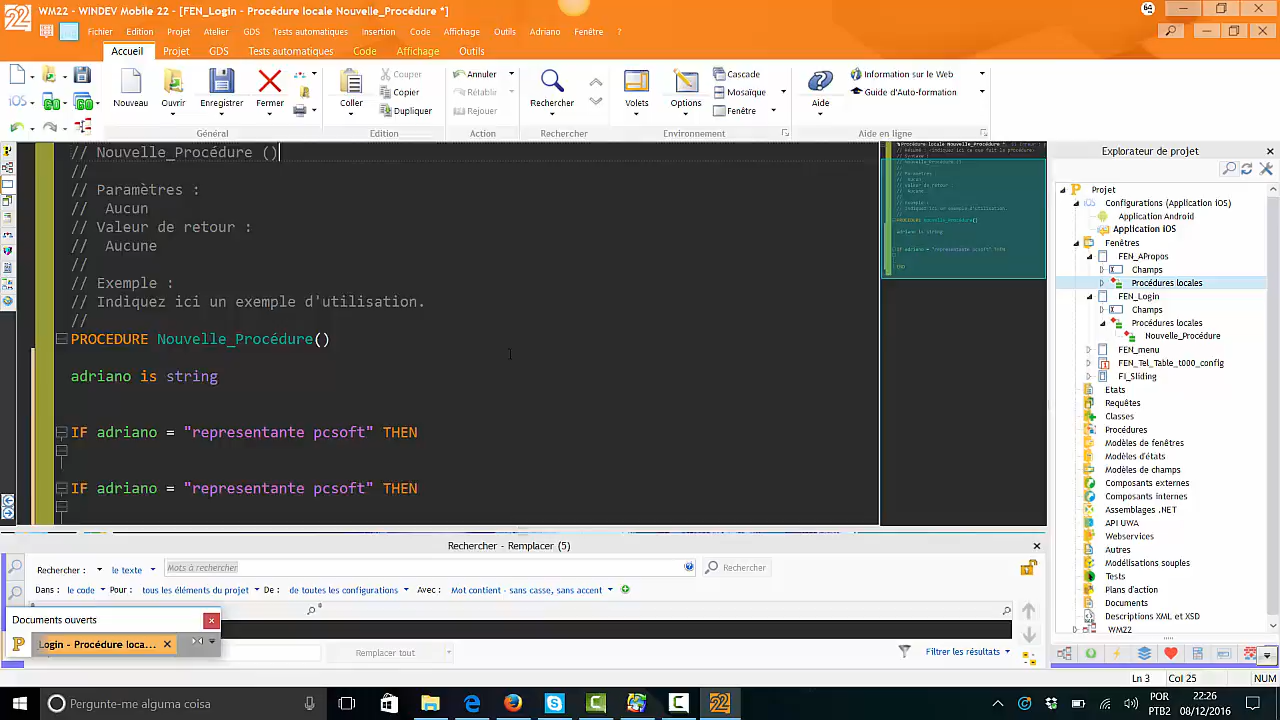 WM22 - WINDEV Mobile 22 - [FEN_Login - Procédure locale Nouvelle_Procédure *]
64
Fichier Edition Projet Atelier GDS Tests automatiques Insertion Code Affichage Outils Adriano Fenêtre ?
Accueil Projet GDS Tests automatiques Code Affichage Outils
iOS GO GO
Nouveau Ouvrir Enregistrer Fermer
Général
Coller
Couper
Copier
Dupliquer
Edition
Annuler
Rétablir
Rejouer
Action
Rechercher
Rechercher
Volets Options
Cascade
Mosaïque
Fenêtre
Environnement
Aide
Information sur le Web
Guide d'Auto-formation
Aide en ligne
// Nouvelle_Procédure ()
//
// Paramètres :
// Aucun
// Valeur de retour :
// Aucune
//
// Exemple :
// Indiquez ici un exemple d'utilisation.
//
PROCEDURE Nouvelle_Procédure()
adriano is string
IF adriano = "representante pcsoft" THEN
IF adriano = "representante pcsoft" THEN
Explorateur de projet
Projet
Configurations (Application iOS)
Application Android
Application iOS
Fenêtres
FEN_APropos
Champs
Procédures locales
FEN_Login
Champs
Procédures locales
Nouvelle_Procédure
FEN_menu
FEN_Tel_Table_t000_config
FI_Sliding
Etats
Requêtes
Classes
Procédures
Modèles de fenêtres
Modèles d'états
Modèles de champs
Composants externes
Composants internes
Assemblages .NET
API UWA
Webservices
Autres
Modélisations souples
Tests
Plans d'action
Documents
Descriptions XML et XSD
WM22
Rechercher - Remplacer (5)
Rechercher : le texte Mots à rechercher Rechercher
Dans : le code Pour : tous les éléments du projet De : de toutes les configurations Avec : Mot contient - sans casse, sans accent
Documents ouverts
Login - Procédure loca...
Remplacer tout
Filtrer les résultats
Ln 3 Col 25 NUM
Pergunte-me alguma coisa
22
POR
PTB2
22:26
08/12/2016